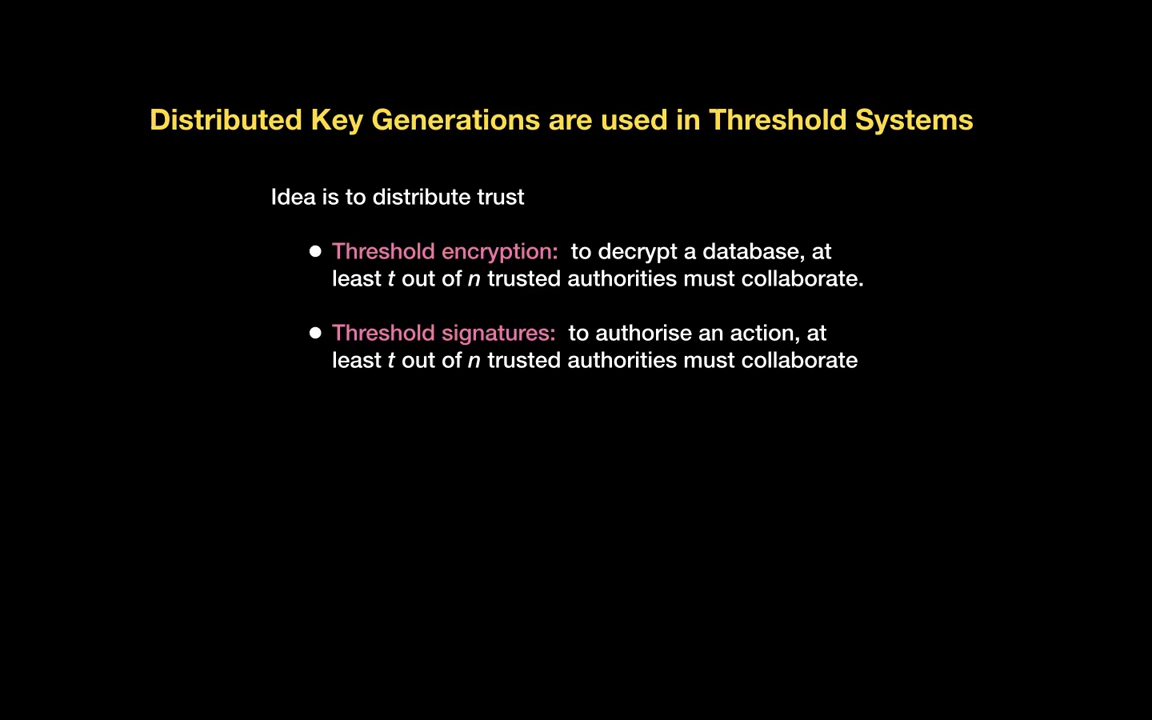 Distributed Key Generations are used in Threshold Systems
Idea is to distribute trust
● Threshold encryption: to decrypt a database, at
least t out of n trusted authorities must collaborate.
● Threshold signatures: to authorise an action, at
least t out of n trusted authorities must collaborate